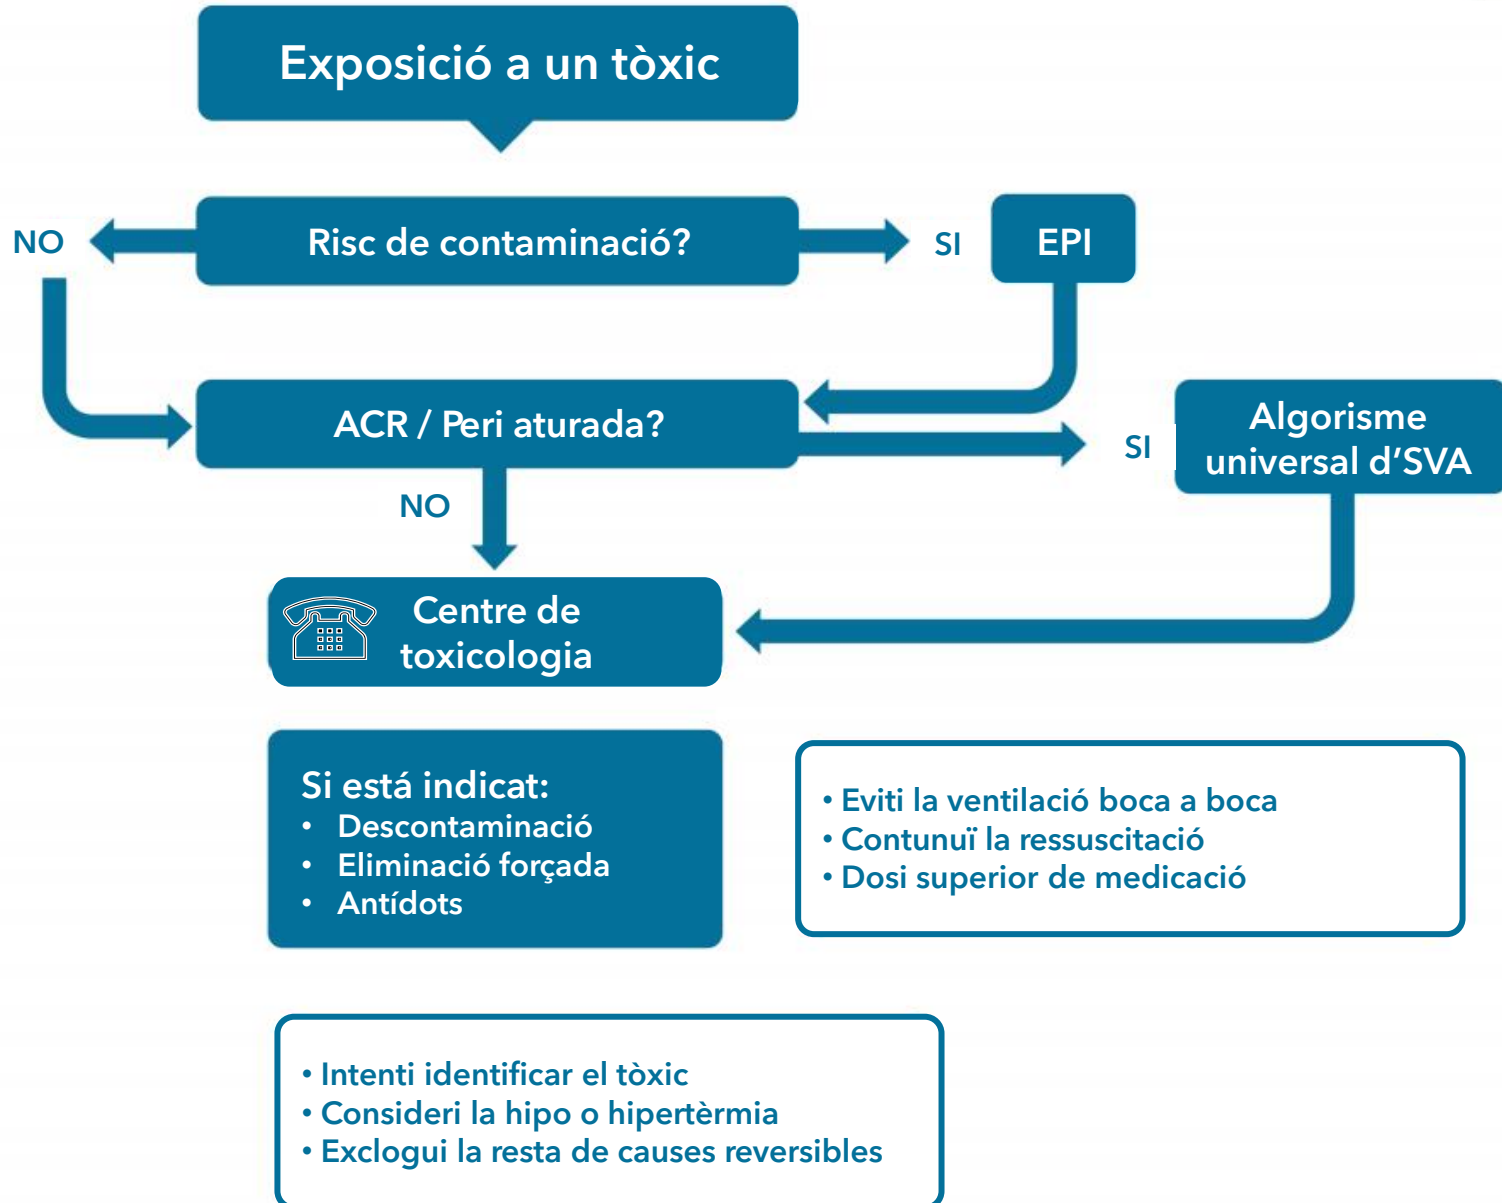 Exposició a un tòxic
NO
Risc de contaminació?
SI
EPI
ACR / Peri aturada?
SI
Algorisme
universal d’SVA
NO
Centre de
toxicologia
Si está indicat:
• Descontaminació
• Eliminació forçada
• Antídots
• Eviti la ventilació boca a boca
• Contunuï la ressuscitació
• Dosi superior de medicació
• Intenti identificar el tòxic
• Consideri la hipo o hipertèrmia
• Exclogui la resta de causes reversibles